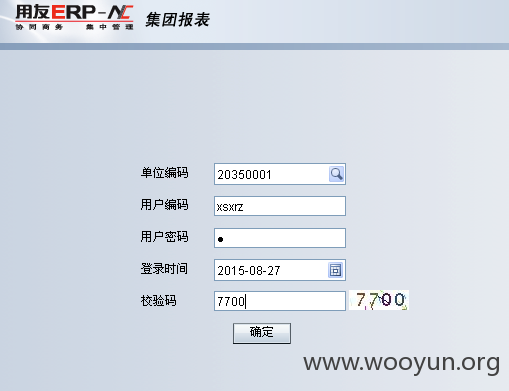 用友ERP-NC 集团报表
协同商务 集中管理
单位编码 20350001
用户编码 xsxrz
用户密码 ●
登录时间 2015-08-27
校验码 7700 7700
确定
www.wooyun.org